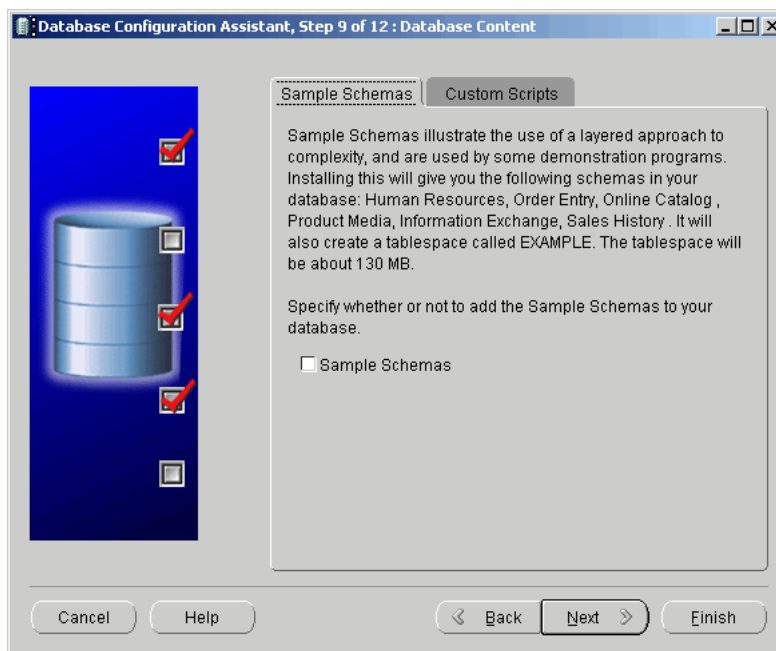 Database Configuration Assistant, Step 9 of 12 : Database Content
Sample Schemas
Custom Scripts
Sample Schemas illustrate the use of a layered approach to
complexity, and are used by some demonstration programs.
Installing this will give you the following schemas in your
database: Human Resources, Order Entry, Online Catalog ,
Product Media, Information Exchange, Sales History . It will
also create a tablespace called EXAMPLE. The tablespace will
be about 130 MB.
Specify whether or not to add the Sample Schemas to your
database.
Sample Schemas
Cancel
Help
Back
Next
Finish